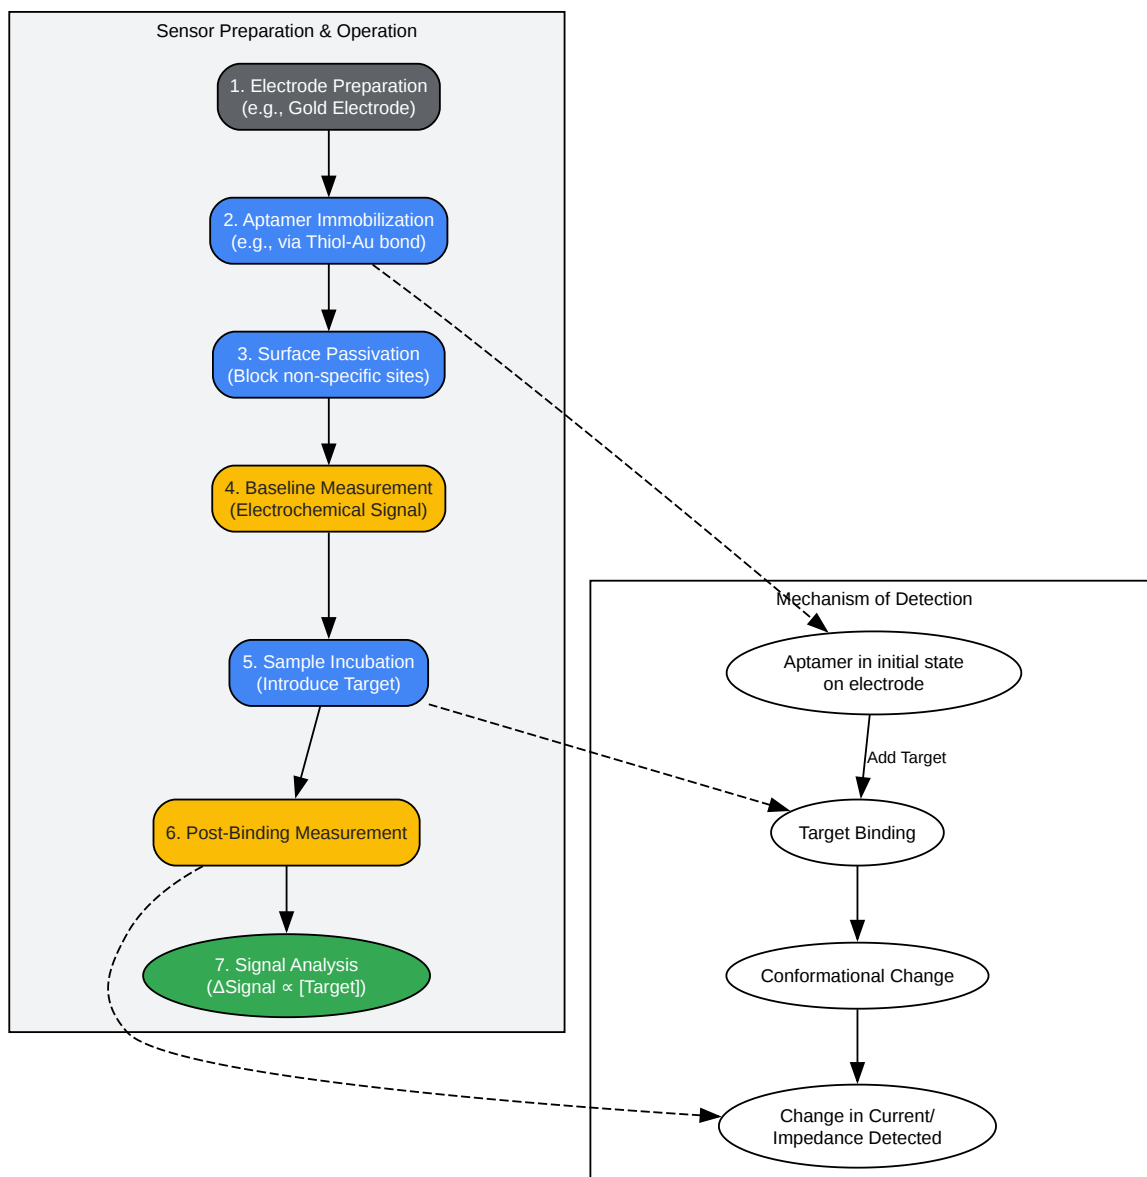 Sensor Preparation & Operation
1. Electrode Preparation
(e.g., Gold Electrode)
2. Aptamer Immobilization
(e.g., via Thiol-Au bond)
3. Surface Passivation
(Block non-specific sites)
4. Baseline Measurement
(Electrochemical Signal)
5. Sample Incubation
(Introduce Target)
6. Post-Binding Measurement
7. Signal Analysis
(ΔSignal ∝ [Target])
Mechanism of Detection
Aptamer in initial state
on electrode
Add Target
Target Binding
Conformational Change
Change in Current/
Impedance Detected